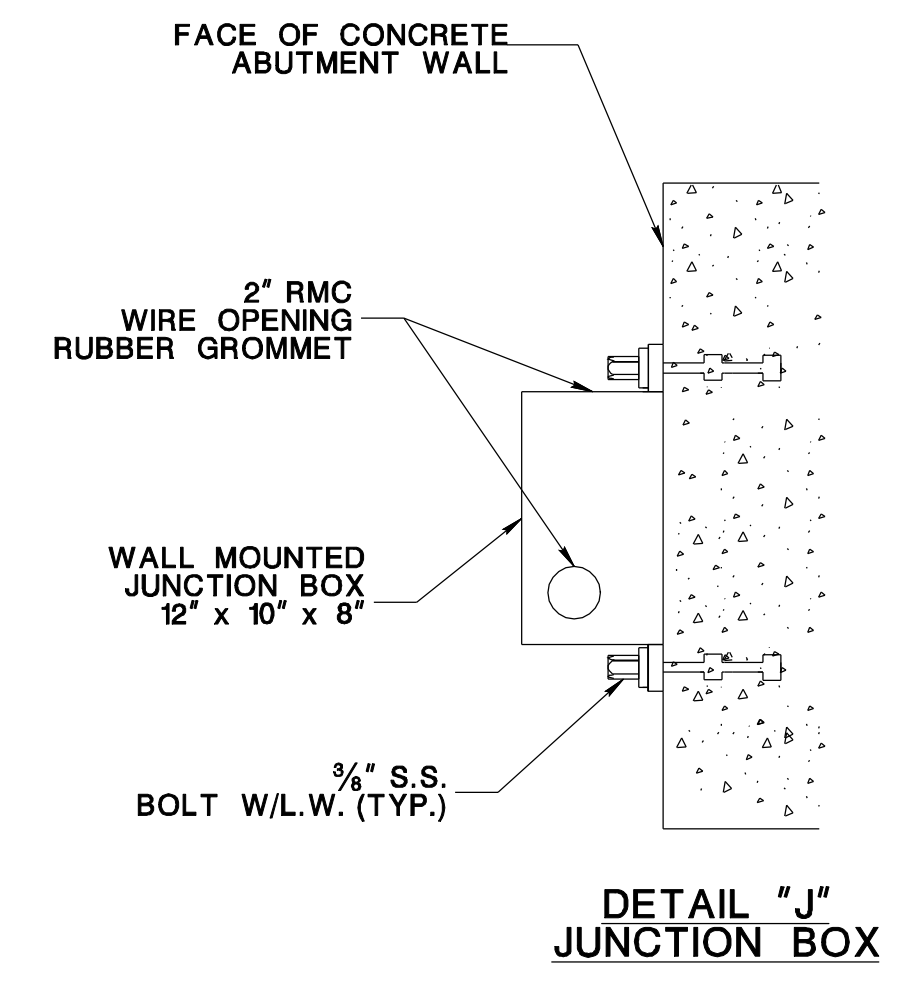 FACE OF CONCRETE
ABUTMENT WALL
2" RMC
WIRE OPENING
RUBBER GROMMET
WALL MOUNTED
JUNCTION BOX
12" x 10" x 8"
3/8" S.S.
BOLT W/L.W. (TYP.)
DETAIL "J"
JUNCTION BOX